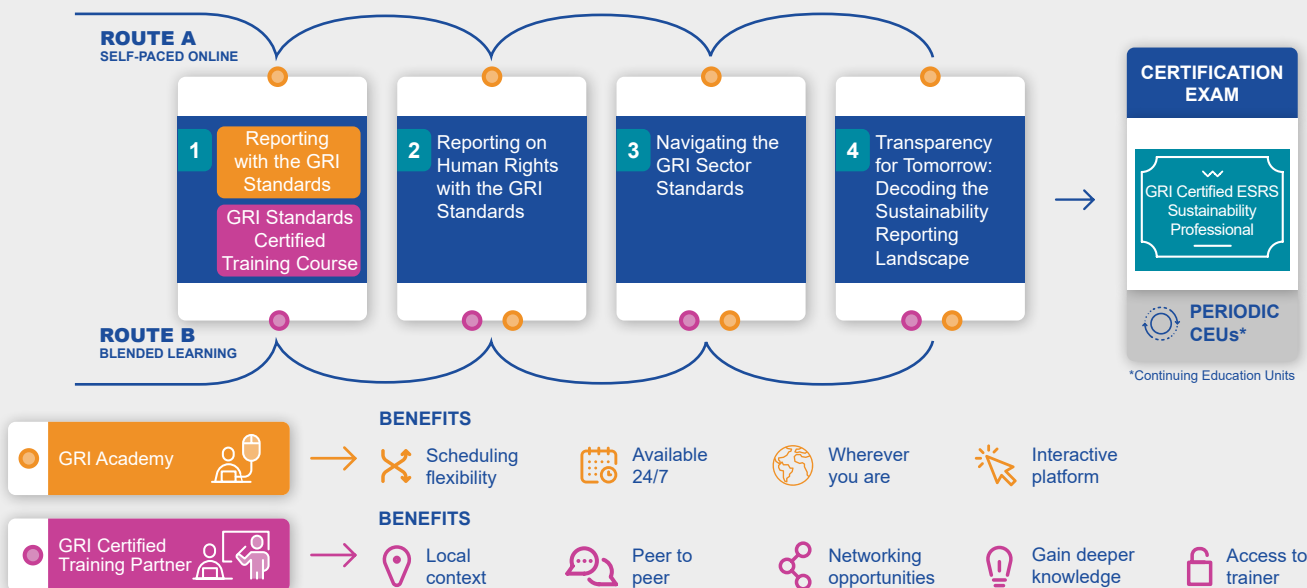 ROUTE A
SELF-PACED ONLINE
1
Reporting
with the GRI
Standards
GRI Standards
Certified
Training Course
2
Reporting on
Human Rights
with the GRI
Standards
3
Navigating the
GRI Sector
Standards
4
Transparency
for Tomorrow:
Decoding the
Sustainability
Reporting
Landscape
CERTIFICATION
EXAM
GRI Certified ESRS
Sustainability
Professional
PERIODIC
CEUs*
*Continuing Education Units
ROUTE B
BLENDED LEARNING
GRI Academy
BENEFITS
Scheduling
flexibility
Available
24/7
Wherever
you are
Interactive
platform
GRI Certified
Training Partner
BENEFITS
Local
context
Peer to
peer
Networking
opportunities
Gain deeper
knowledge
Access to
trainer